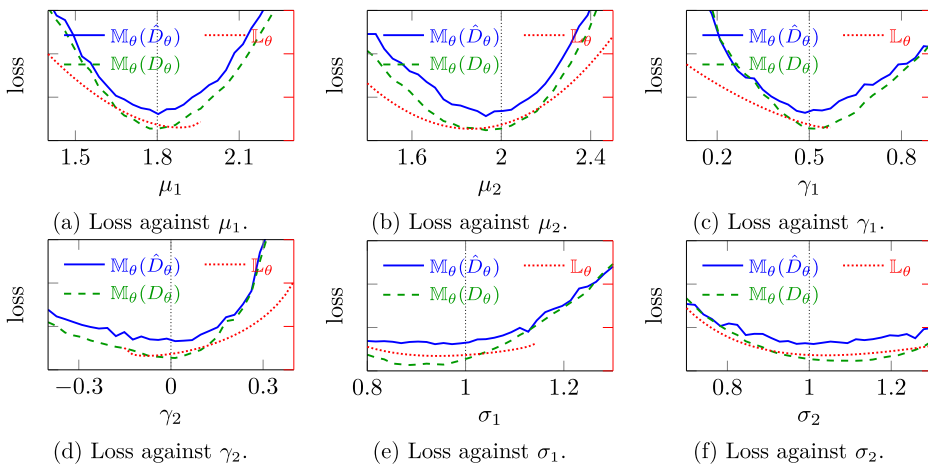 𝕄θ(D̂θ) 𝕃θ
𝕄θ(Dθ)
loss
1.5 1.8 2.1
μ1
(a) Loss against μ1.
𝕄θ(D̂θ) 𝕃θ
𝕄θ(Dθ)
loss
1.6 2 2.4
μ2
(b) Loss against μ2.
𝕄θ(D̂θ) 𝕃θ
𝕄θ(Dθ)
loss
0.2 0.5 0.8
γ1
(c) Loss against γ1.
𝕄θ(D̂θ) 𝕃θ
𝕄θ(Dθ)
loss
−0.3 0 0.3
γ2
(d) Loss against γ2.
𝕄θ(D̂θ) 𝕃θ
𝕄θ(Dθ)
loss
0.8 1 1.2
σ1
(e) Loss against σ1.
𝕄θ(D̂θ) 𝕃θ
𝕄θ(Dθ)
loss
0.8 1 1.2
σ2
(f) Loss against σ2.